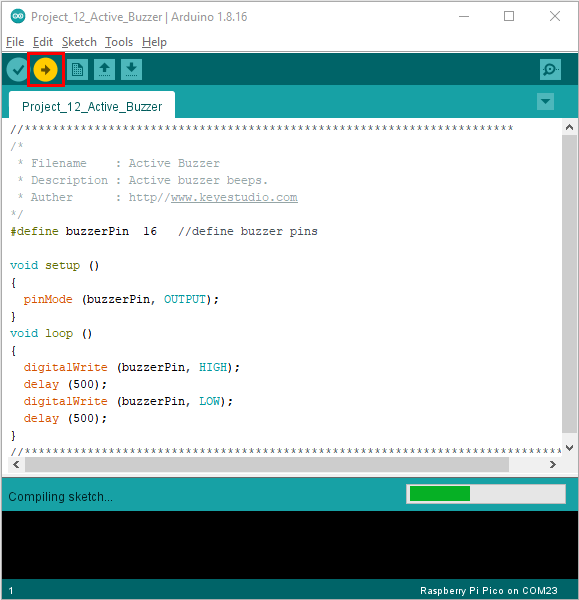 Project_12_Active_Buzzer | Arduino 1.8.16
File Edit Sketch Tools Help
Project_12_Active_Buzzer
//**********************************************************************
/*
 * Filename    : Active Buzzer
 * Description : Active buzzer beeps.
 * Auther      : http//www.keyestudio.com
*/
#define buzzerPin  16   //define buzzer pins
void setup ()
{
  pinMode (buzzerPin, OUTPUT);
}
void loop ()
{
  digitalWrite (buzzerPin, HIGH);
  delay (500);
  digitalWrite (buzzerPin, LOW);
  delay (500);
}
//*****************************************************************************
Compiling sketch...
1 Raspberry Pi Pico on COM23